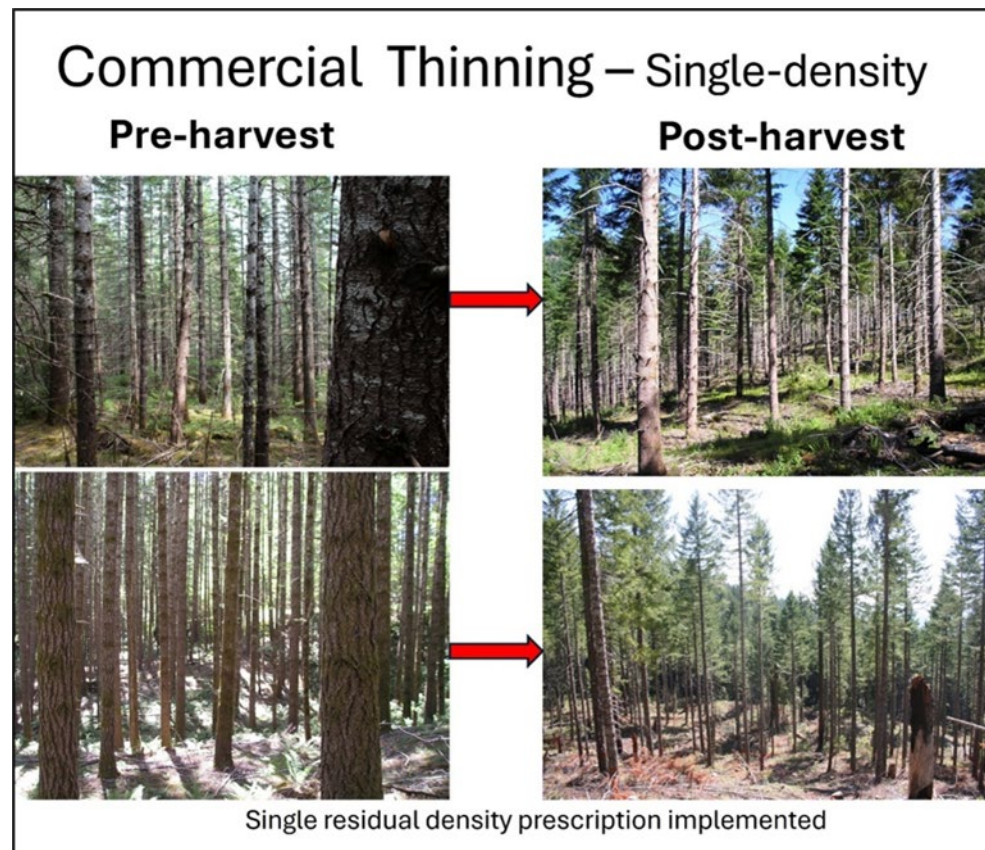 Commercial Thinning – Single-density
Pre-harvest
Post-harvest
Single residual density prescription implemented